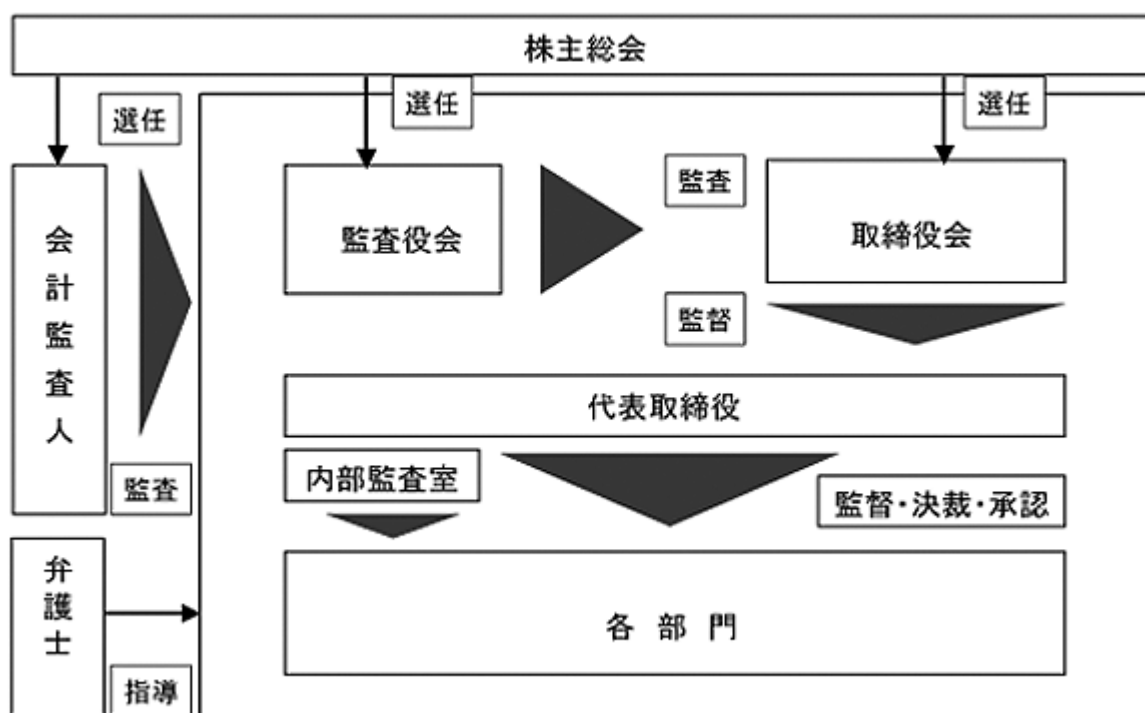 株主総会
選任
選任
選任
会計監査人
監査役会
監査
取締役会
監督
代表取締役
監査
内部監査室
監督・決裁・承認
弁護士
各部門
指導